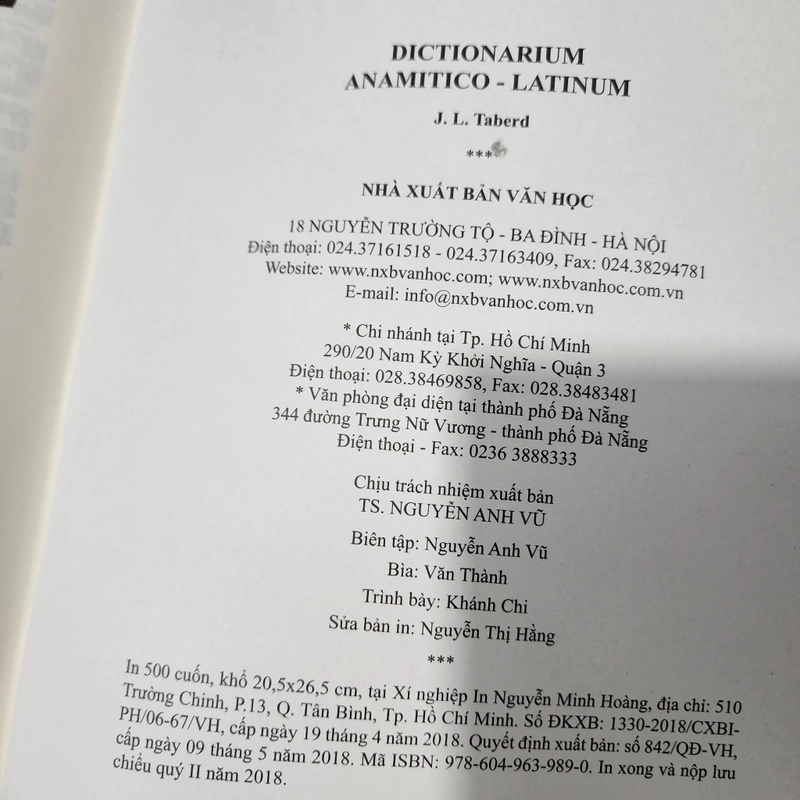 DICTIONARIUM
ANAMITICO - LATINUM
J. L. Taberd
***
NHÀ XUẤT BẢN VĂN HỌC
18 NGUYỄN TRƯỜNG TỘ - BA ĐÌNH - HÀ NỘI
Điện thoại: 024.37161518 - 024.37163409, Fax: 024.38294781
Website: www.nxbvanhoc.com; www.nxbvanhoc.com.vn
E-mail: info@nxbvanhoc.com.vn
* Chi nhánh tại Tp. Hồ Chí Minh
290/20 Nam Kỳ Khởi Nghĩa - Quận 3
Điện thoại: 028.38469858, Fax: 028.38483481
* Văn phòng đại diện tại thành phố Đà Nẵng
344 đường Trưng Nữ Vương - thành phố Đà Nẵng
Điện thoại - Fax: 0236 3888333
Chịu trách nhiệm xuất bản
TS. NGUYỄN ANH VŨ
Biên tập: Nguyễn Anh Vũ
Bìa: Văn Thành
Trình bày: Khánh Chi
Sửa bản in: Nguyễn Thị Hằng
***
In 500 cuốn, khổ 20,5x26,5 cm, tại Xí nghiệp In Nguyễn Minh Hoàng, địa chỉ: 510
Trường Chinh, P.13, Q. Tân Bình, Tp. Hồ Chí Minh. Số ĐKXB: 1330-2018/CXBI-
PH/06-67/VH, cấp ngày 19 tháng 4 năm 2018. Quyết định xuất bản: số 842/QĐ-VH,
cấp ngày 09 tháng 5 năm 2018. Mã ISBN: 978-604-963-989-0. In xong và nộp lưu
chiểu quý II năm 2018.